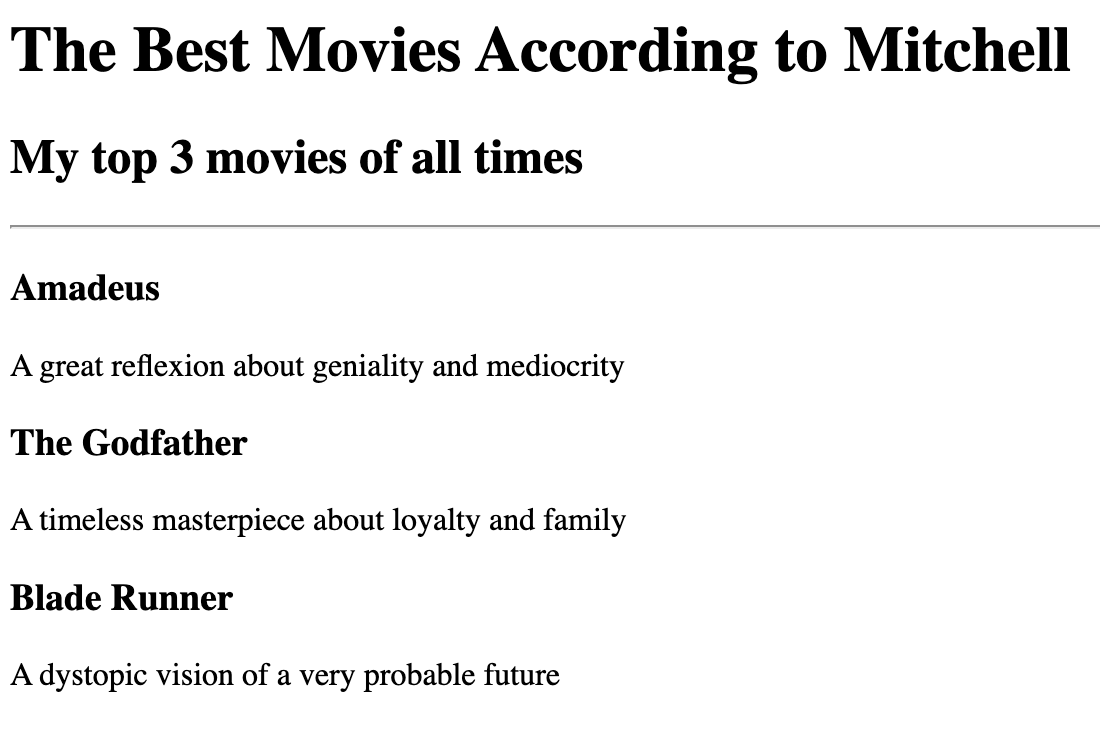 The Best Movies According to Mitchell
My top 3 movies of all times
Amadeus
A great reflexion about geniality and mediocrity
The Godfather
A timeless masterpiece about loyalty and family
Blade Runner
A dystopic vision of a very probable future